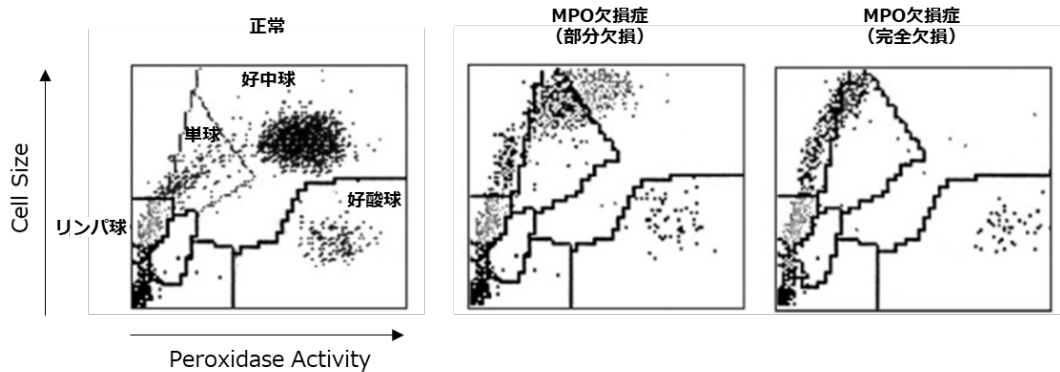 正常
MPO欠損症
（部分欠損）
MPO欠損症
（完全欠損）
好中球
単球
好酸球
リンパ球
Cell Size
Peroxidase Activity